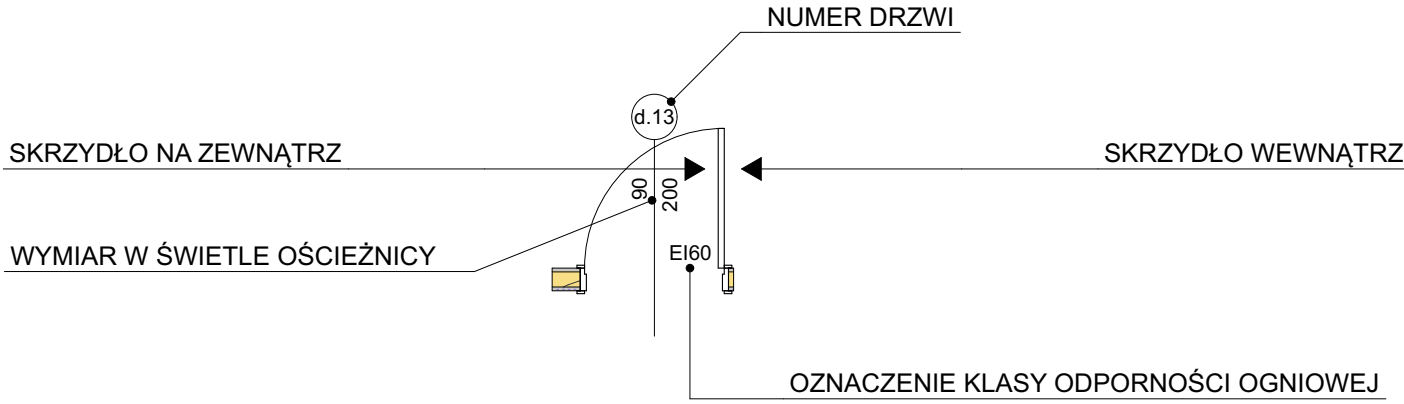 NUMER DRZWI
d.13
SKRZYDŁO NA ZEWNĄTRZ
SKRZYDŁO WEWNĄTRZ
90
200
WYMIAR W ŚWIETLE OŚCIEŻNICY
EI60
OZNACZENIE KLASY ODPORNOŚCI OGNIOWEJ